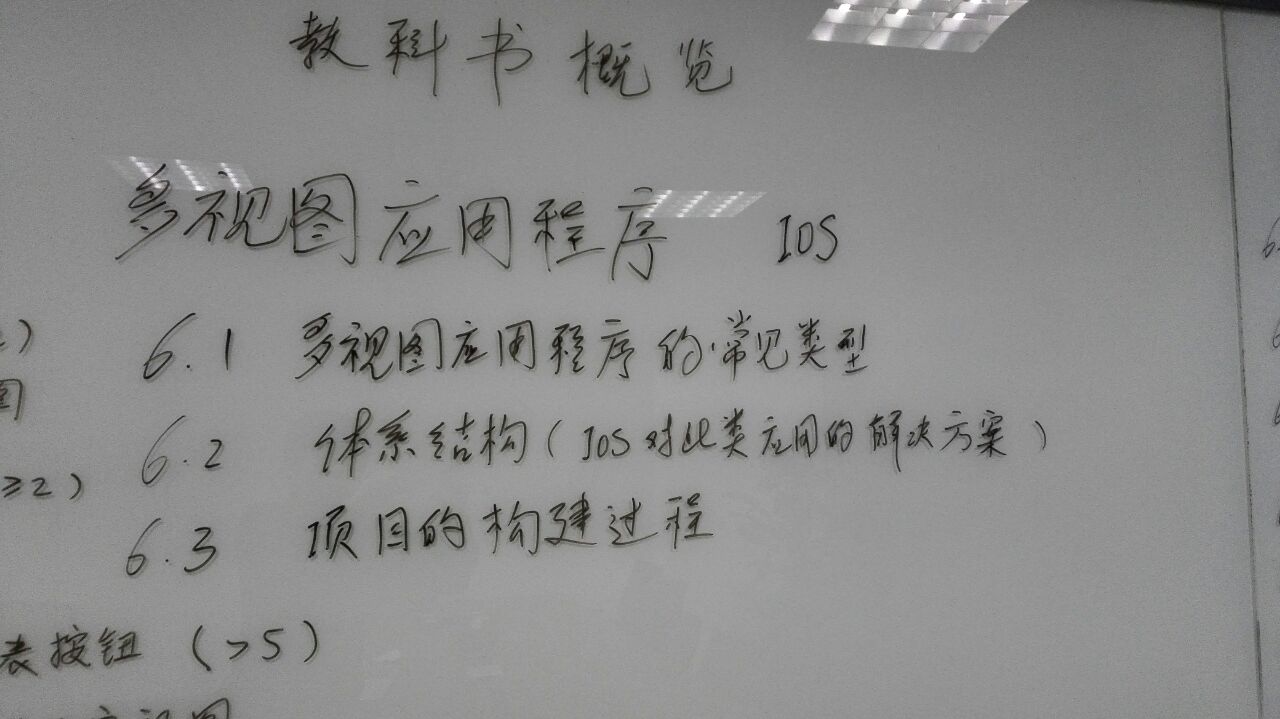 教科书概览
多视图应用程序 IOS
6.1 多视图应用程序的常见类型
6.2 体系结构(IOS对此类应用的解决方案)
6.3 项目的构建过程
图
≥2)
表按钮 (>5)